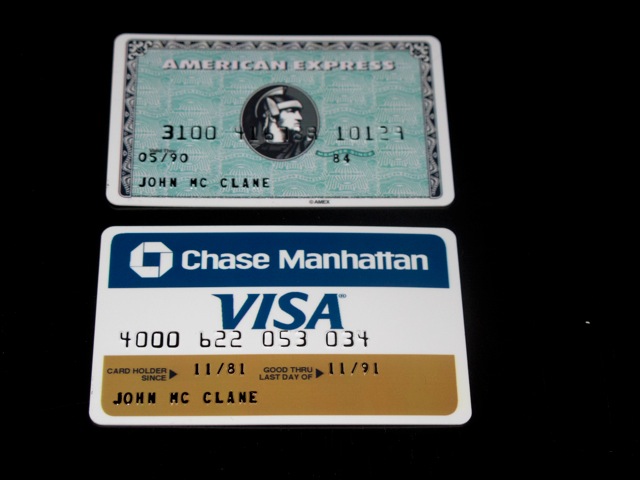 AMERICAN EXPRESS
3100
05/90
84
JOHN MC CLANE
© AMEX
Chase Manhattan
VISA
4000 622 053 034
CARD HOLDER SINCE 11/81 GOOD THRU LAST DAY OF 11/91
JOHN MC CLANE